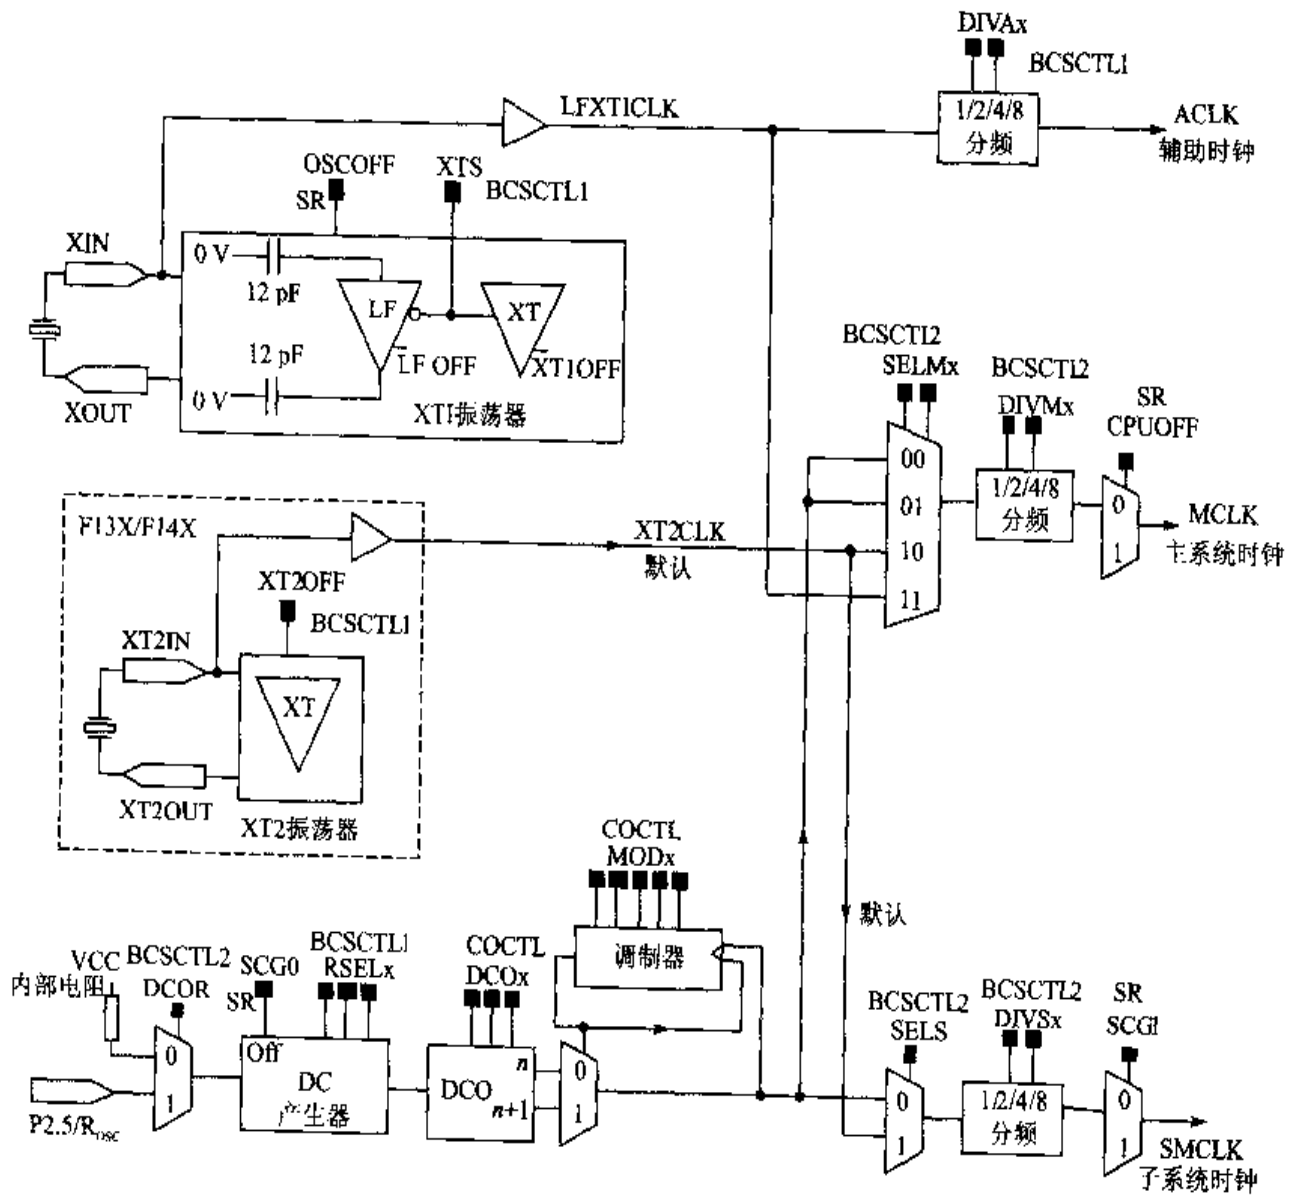 DIVAx
BCSCTL1
LFXT1CLK
1/2/4/8
分频
ACLK
辅助时钟
OSCOFF
SR
XTS
BCSCTL1
XIN
0 V
12 pF
LF
XT
12 pF
LF OFF
XT1OFF
0 V
XOUT
XT1振荡器
BCSCTL2
SELMx
BCSCTL2
DIVMx
SR
CPUOFF
00
01
10
11
1/2/4/8
分频
0
1
MCLK
主系统时钟
F13X/F14X
XT2CLK
默认
XT2OFF
BCSCTL1
XT2IN
XT
XT2OUT
XT2振荡器
COCTL
MODx
调制器
默认
VCC
内部电阻
BCSCTL2
DCOR
SCG0
SR
BCSCTL1
RSELx
COCTL
DCOx
0
1
Off
DC
产生器
DCO
n
n+1
0
1
P2.5/Rosc
BCSCTL2
SELS
BCSCTL2
DIVSx
SR
SCG1
0
1
1/2/4/8
分频
0
1
SMCLK
子系统时钟